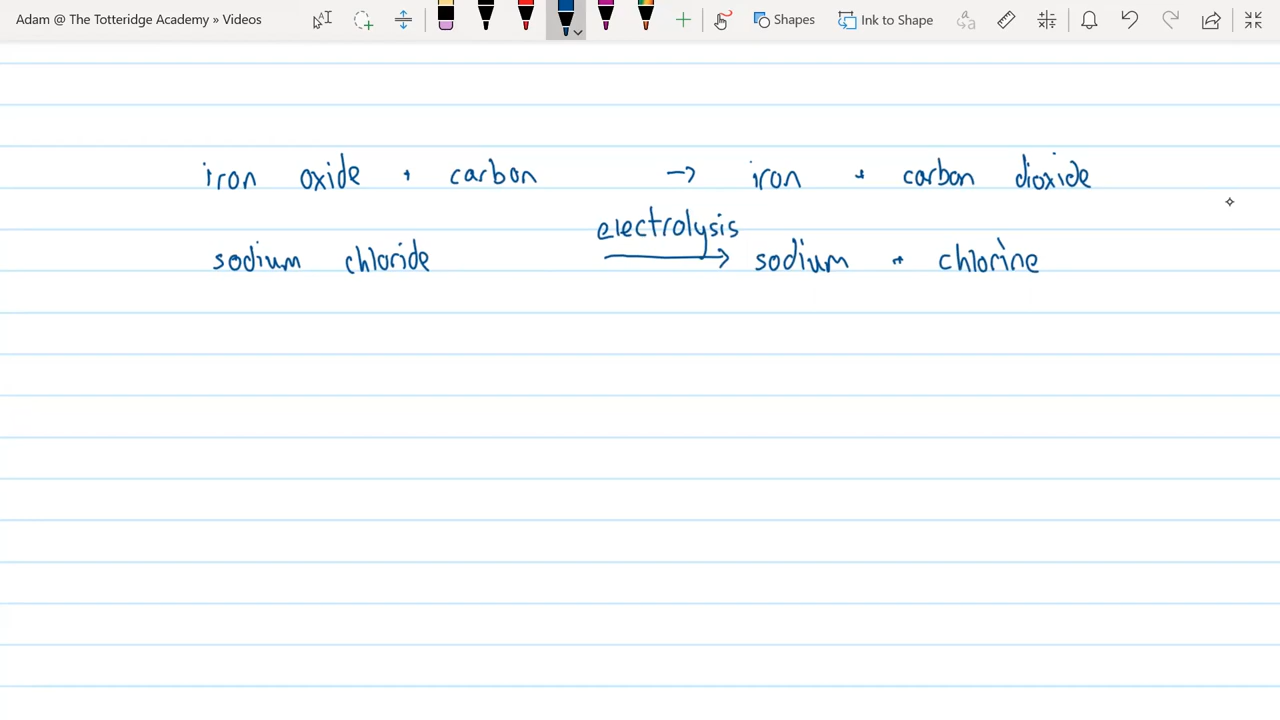 Adam @ The Totteridge Academy » Videos
Shapes
Ink to Shape
iron oxide + carbon → iron + carbon dioxide
electrolysis
sodium chloride → sodium + chlorine